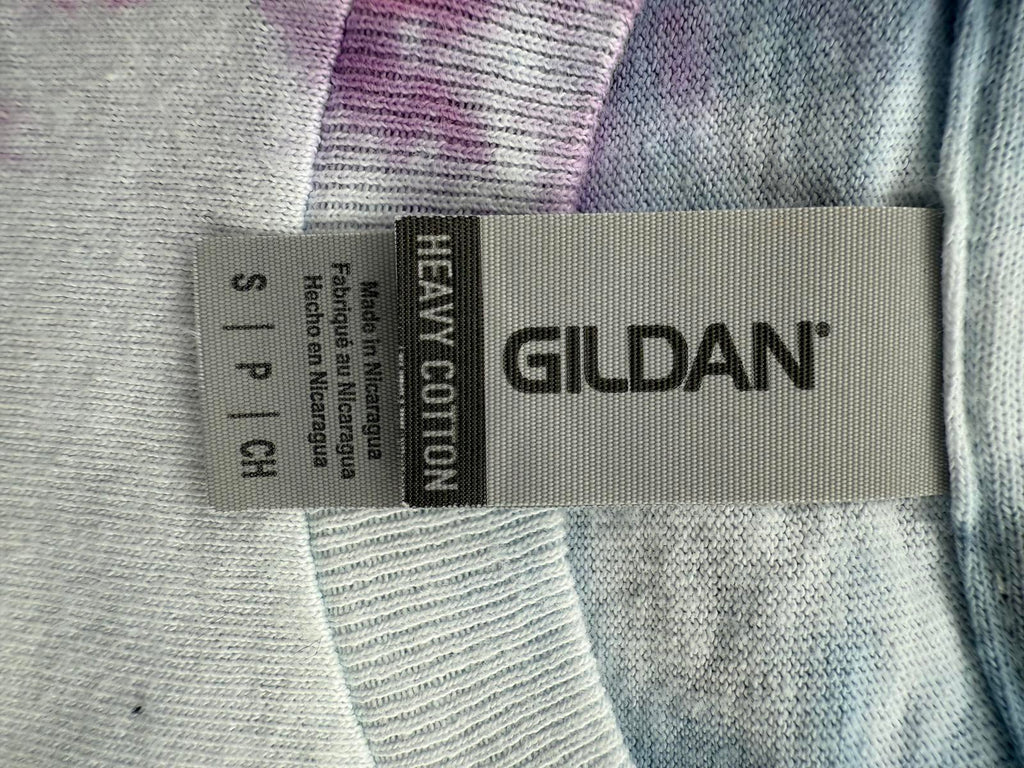 GILDAN
HEAVY COTTON
Made in Nicaragua
Fabriqué au Nicaragua
Hecho en Nicaragua
S | P | CH